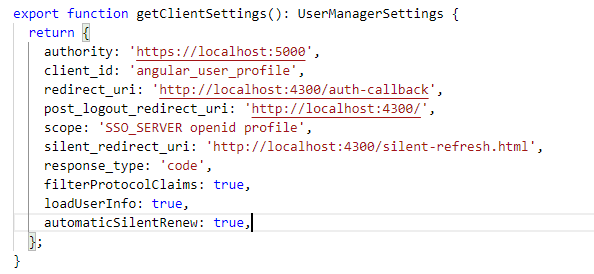 export function getClientSettings(): UserManagerSettings {
return {
authority: 'https://localhost:5000',
client_id: 'angular_user_profile',
redirect_uri: 'http://localhost:4300/auth-callback',
post_logout_redirect_uri: 'http://localhost:4300/',
scope: 'SSO_SERVER openid profile',
silent_redirect_uri: 'http://localhost:4300/silent-refresh.html',
response_type: 'code',
filterProtocolClaims: true,
loadUserInfo: true,
automaticSilentRenew: true,
};
}